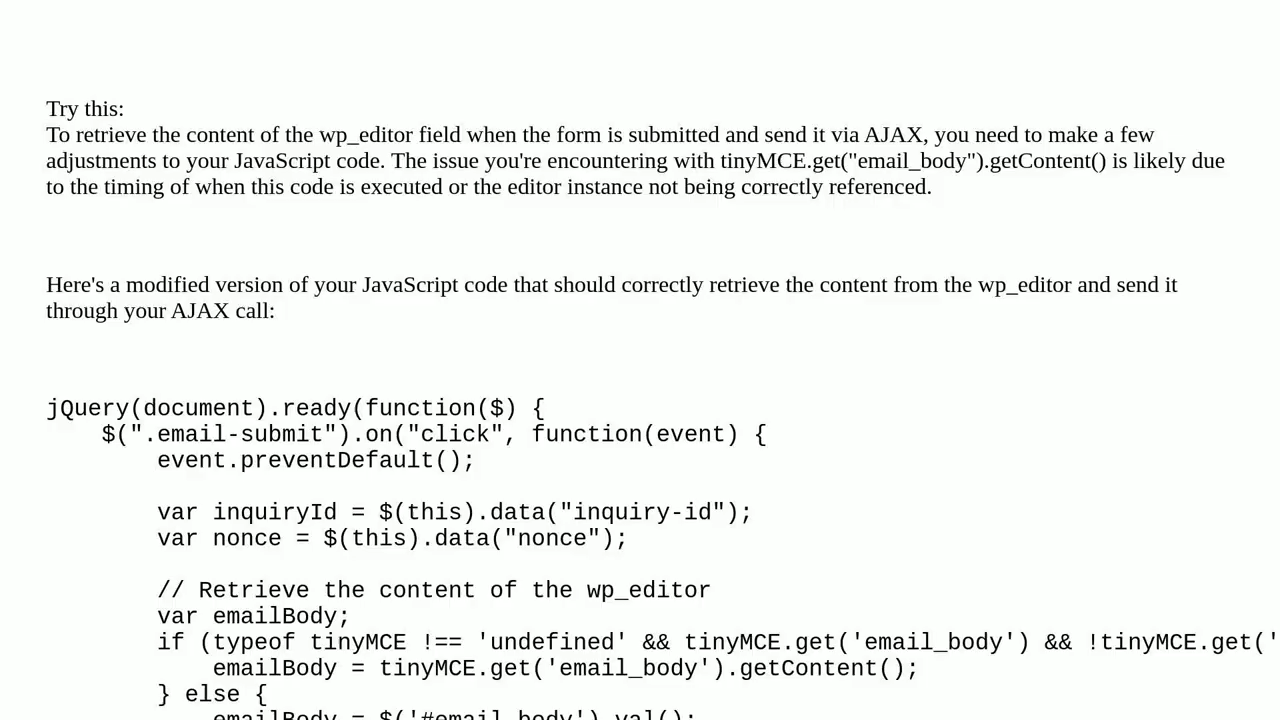 Try this:
To retrieve the content of the wp_editor field when the form is submitted and send it via AJAX, you need to make a few
adjustments to your JavaScript code. The issue you're encountering with tinyMCE.get("email_body").getContent() is likely due
to the timing of when this code is executed or the editor instance not being correctly referenced.
Here's a modified version of your JavaScript code that should correctly retrieve the content from the wp_editor and send it
through your AJAX call:
jQuery(document).ready(function($) {
    $(".email-submit").on("click", function(event) {
        event.preventDefault();
        var inquiryId = $(this).data("inquiry-id");
        var nonce = $(this).data("nonce");
        // Retrieve the content of the wp_editor
        var emailBody;
        if (typeof tinyMCE !== 'undefined' && tinyMCE.get('email_body') && !tinyMCE.get('
            emailBody = tinyMCE.get('email_body').getContent();
        } else {
            emailBody = $('#email_body').val();